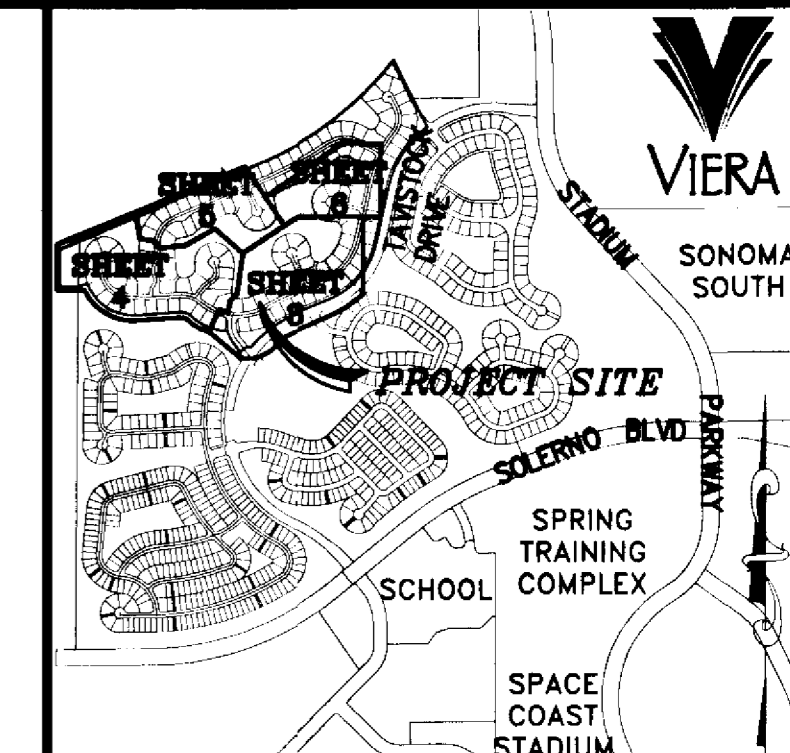 VIERA
SHEET
5
SHEET
6
TAVISTOCK
DRIVE
STADIUM
PARKWAY
SONOMA
SOUTH
SHEET
4
SHEET
3
PROJECT SITE
SOLERNO BLVD
SPRING
TRAINING
COMPLEX
SCHOOL
SPACE
COAST
STADIUM